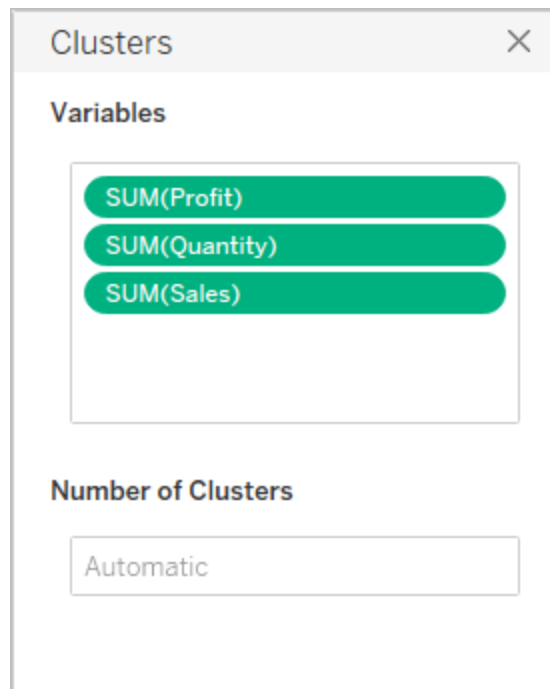 Clusters
Variables
SUM(Profit)
SUM(Quantity)
SUM(Sales)
Number of Clusters
Automatic